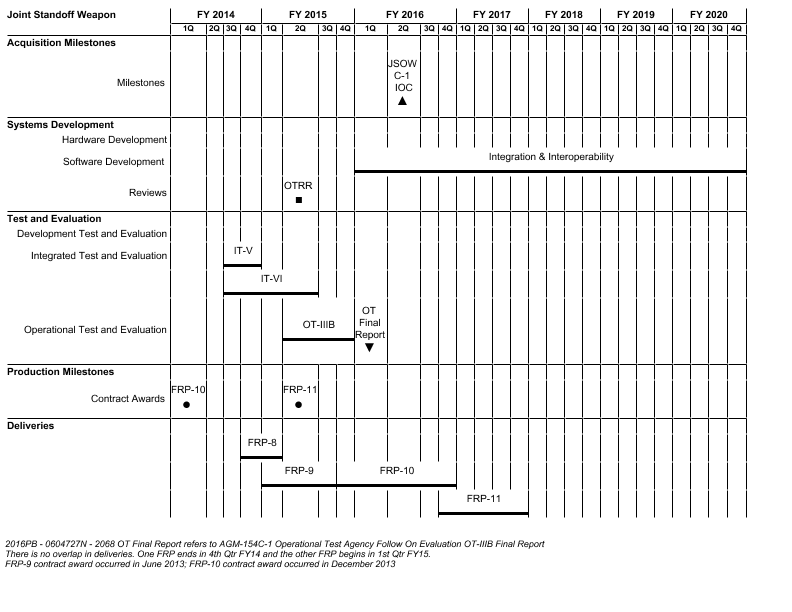 Joint Standoff Weapon FY 2014 FY 2015 FY 2016 FY 2017 FY 2018 FY 2019 FY 2020
1Q 2Q 3Q 4Q 1Q 2Q 3Q 4Q 1Q 2Q 3Q 4Q 1Q 2Q 3Q 4Q 1Q 2Q 3Q 4Q 1Q 2Q 3Q 4Q 1Q 2Q 3Q 4Q
Acquisition Milestones
Milestones
JSOW
C-1
IOC
Systems Development
Hardware Development
Software Development
Integration & Interoperability
Reviews
OTRR
Test and Evaluation
Development Test and Evaluation
Integrated Test and Evaluation
IT-V
IT-VI
Operational Test and Evaluation
OT-IIIB
OT
Final
Report
Production Milestones
Contract Awards
FRP-10 FRP-11
Deliveries
FRP-8
FRP-9 FRP-10
FRP-11
2016PB - 0604727N - 2068 OT Final Report refers to AGM-154C-1 Operational Test Agency Follow On Evaluation OT-IIIB Final Report
There is no overlap in deliveries. One FRP ends in 4th Qtr FY14 and the other FRP begins in 1st Qtr FY15.
FRP-9 contract award occurred in June 2013; FRP-10 contract award occurred in December 2013